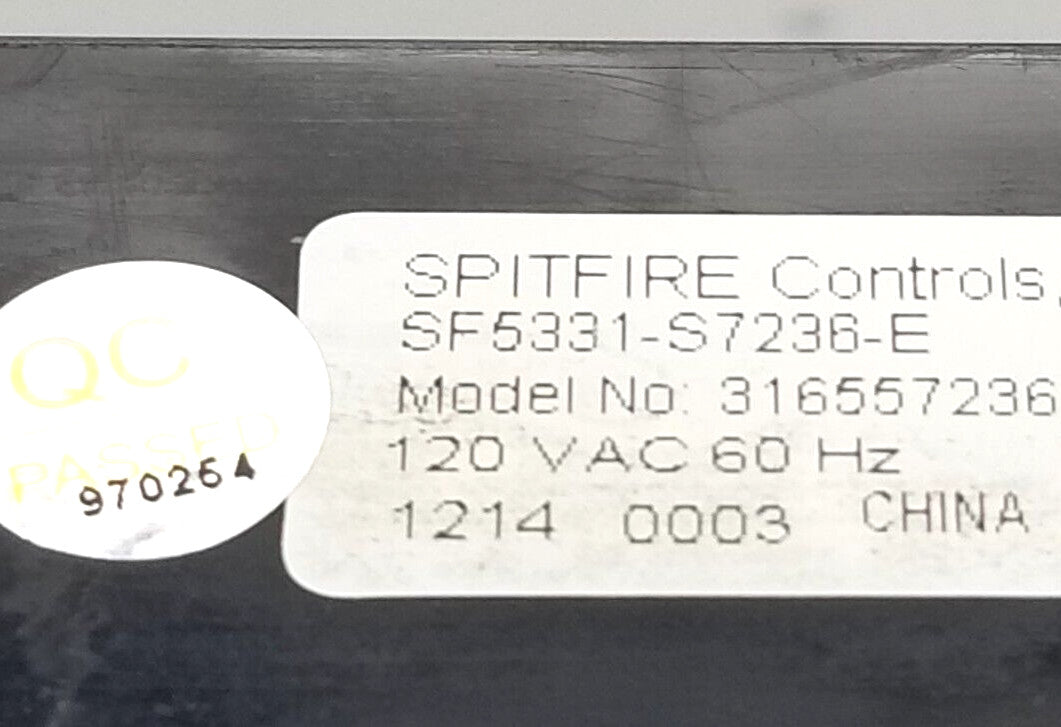 QC
PASSED
970264
SPITFIRE Controls,
SF5331-S7236-E
Model No: 316557236
120 VAC 60 Hz
1214 0003 CHINA